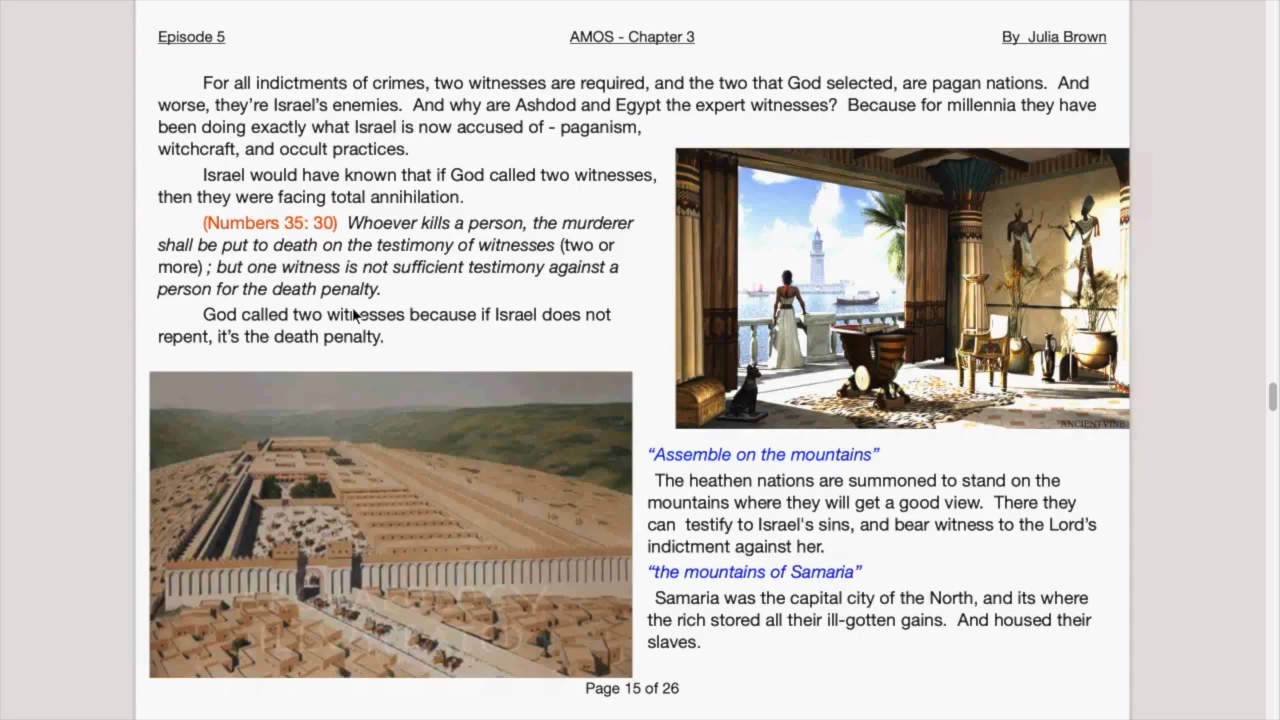 Episode 5
AMOS - Chapter 3
By Julia Brown
For all indictments of crimes, two witnesses are required, and the two that God selected, are pagan nations. And
worse, they're Israel's enemies. And why are Ashdod and Egypt the expert witnesses? Because for millennia they have
been doing exactly what Israel is now accused of - paganism,
witchcraft, and occult practices.
Israel would have known that if God called two witnesses,
then they were facing total annihilation.
(Numbers 35: 30) Whoever kills a person, the murderer
shall be put to death on the testimony of witnesses (two or
more) ; but one witness is not sufficient testimony against a
person for the death penalty.
God called two witnesses because if Israel does not
repent, it's the death penalty.
ANCIENTVINE
“Assemble on the mountains”
The heathen nations are summoned to stand on the
mountains where they will get a good view. There they
can testify to Israel's sins, and bear witness to the Lord's
indictment against her.
“the mountains of Samaria”
Samaria was the capital city of the North, and its where
the rich stored all their ill-gotten gains. And housed their
slaves.
Page 15 of 26